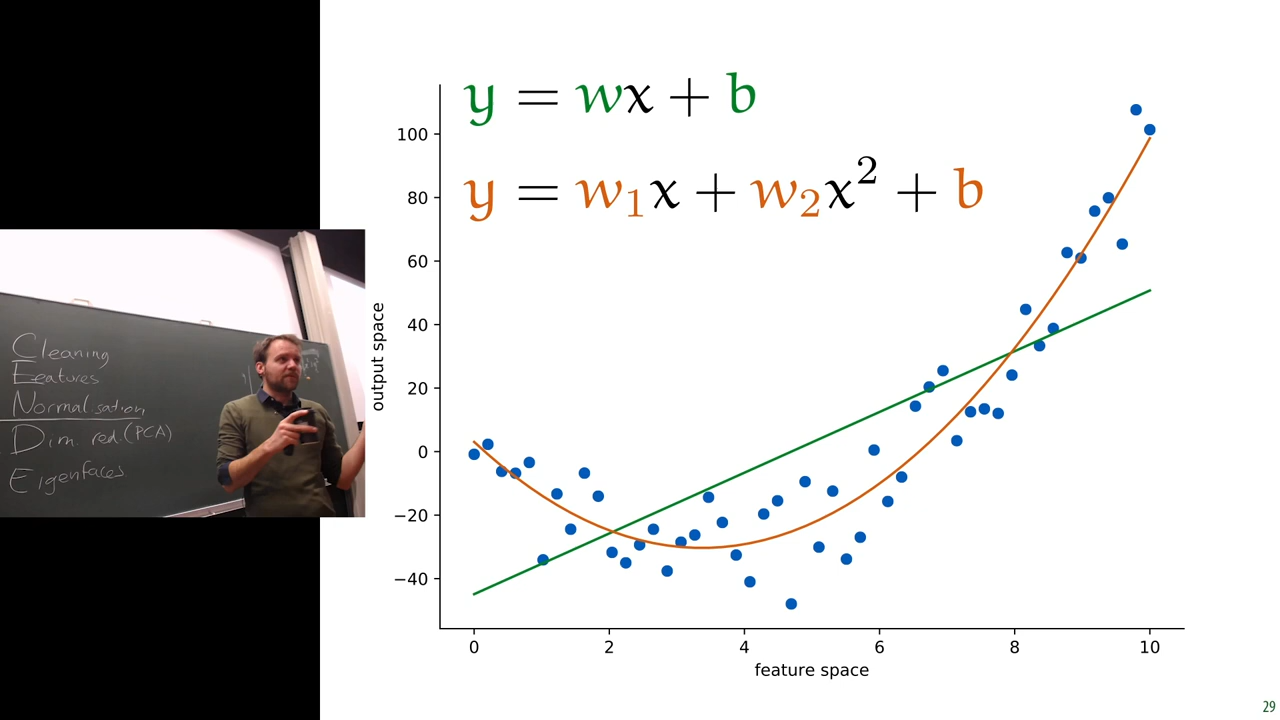 y = wx + b
y = w₁x + w₂x² + b
Cleaning
Features
Normalisation
Dim. red. (PCA)
Eigenfaces
output space
100
80
60
40
20
0
−20
−40
0 2 4 6 8 10
feature space
29